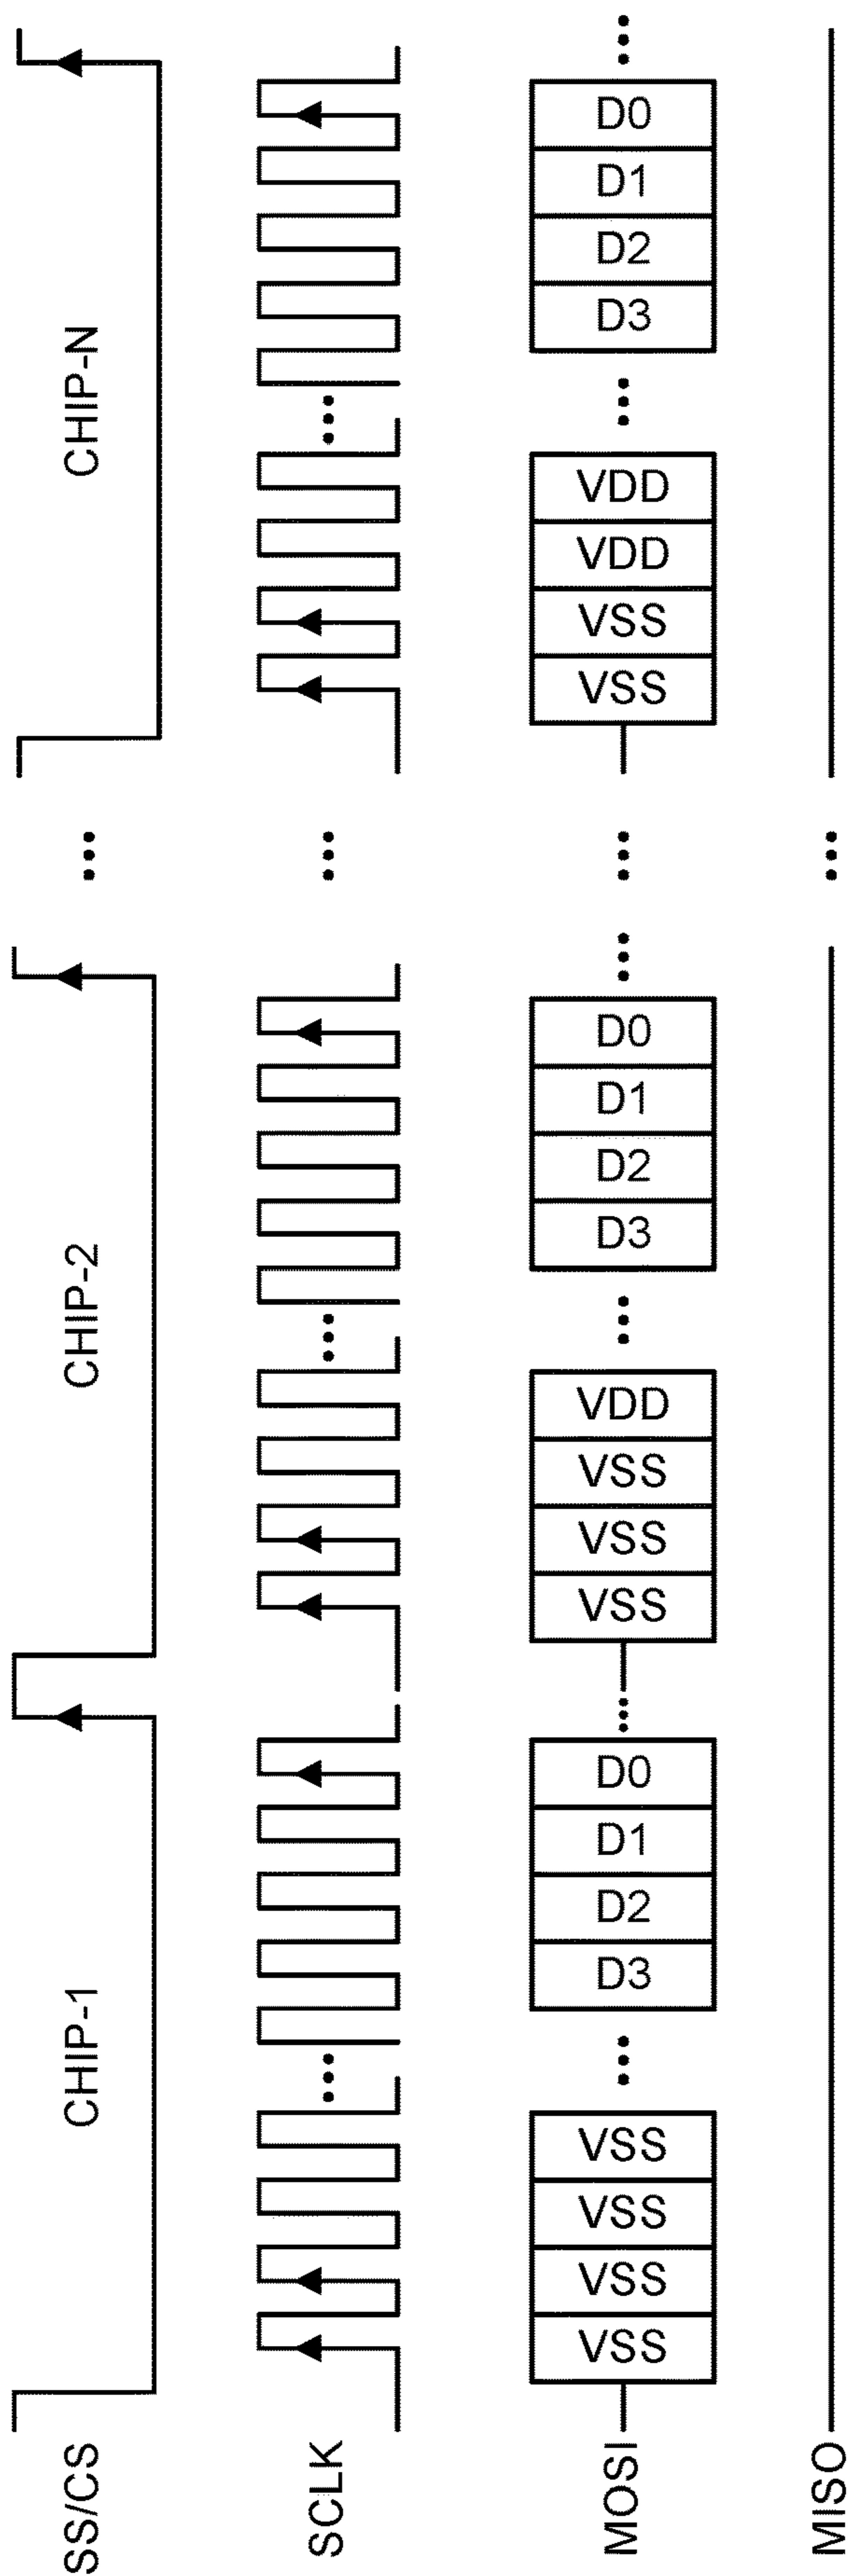 SS/CS CHIP-1 CHIP-2 ... CHIP-N
SCLK ... ... ... ...
MOSI VSS VSS VSS VSS ... D3 D2 D1 D0 ... VSS VSS VSS VDD ... D3 D2 D1 D0 ... ... VSS VSS VDD VDD ... D3 D2 D1 D0 ...
MISO ...